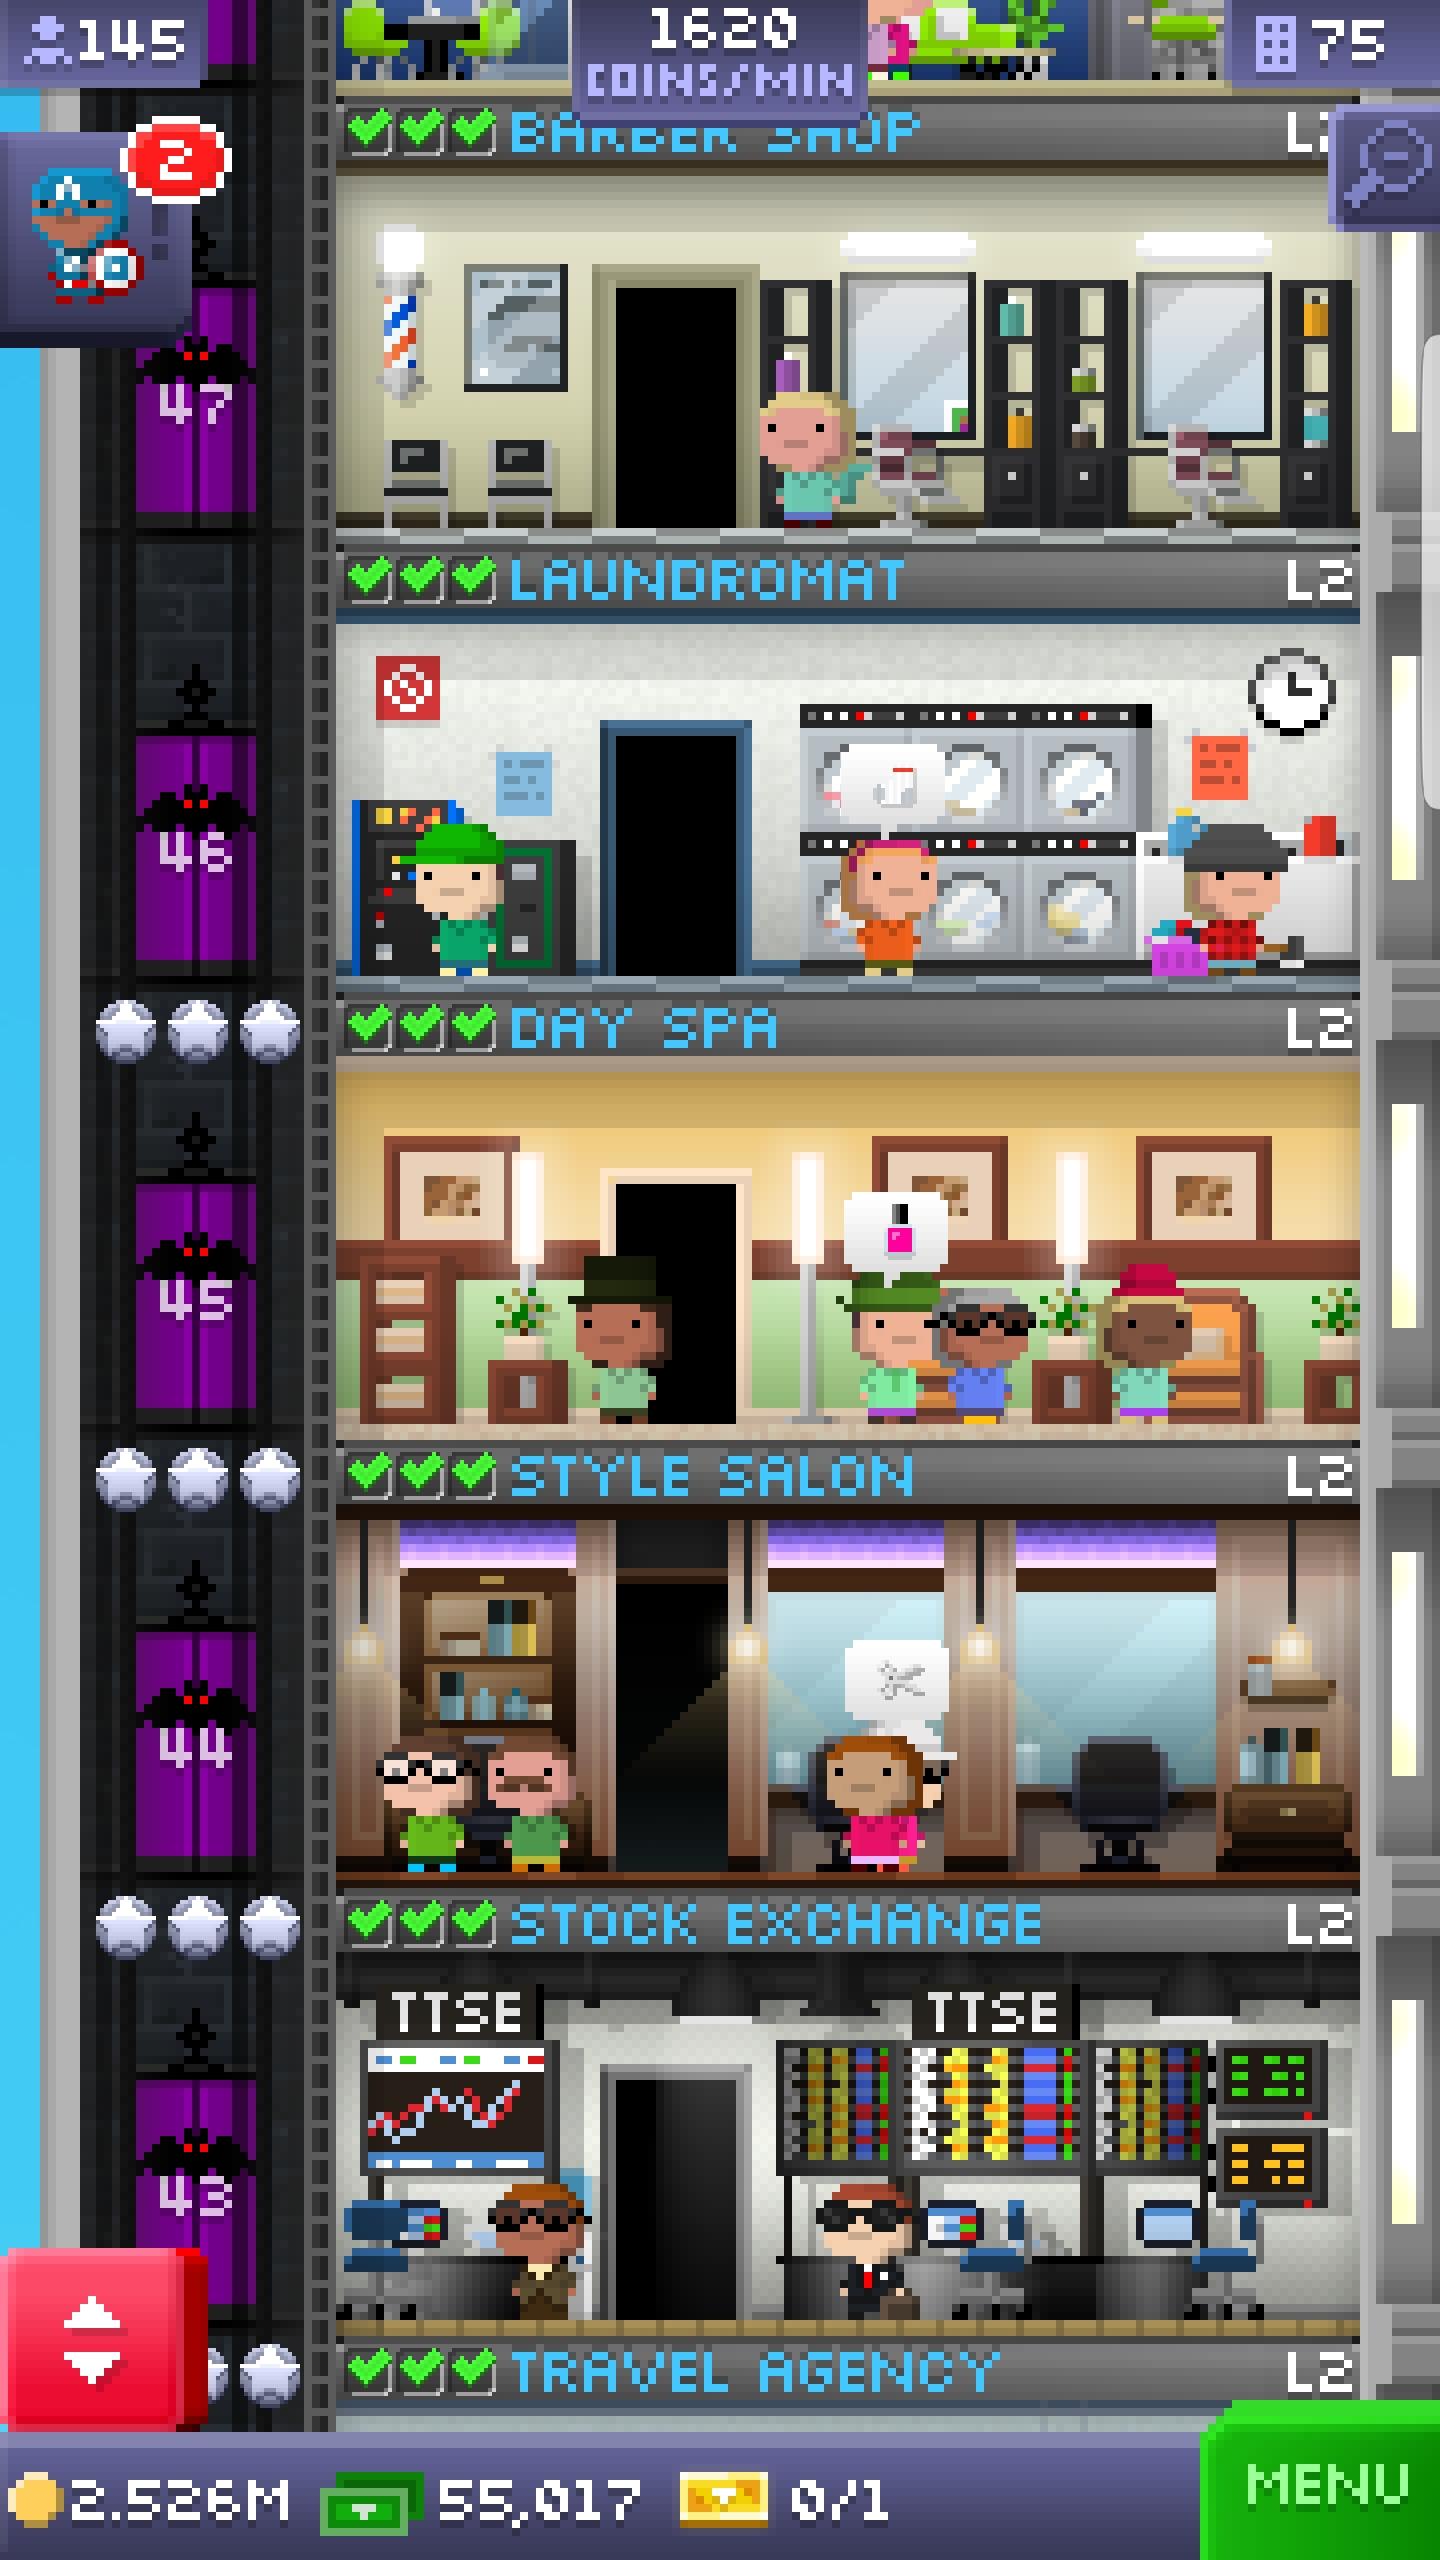 145
1620
COINS/MIN
75
2
BARBER SHOP
47
LAUNDROMAT L2
46
DAY SPA L2
45
STYLE SALON L2
44
STOCK EXCHANGE L2
TTSE TTSE
43
TRAVEL AGENCY L2
2.526M 55,017 0/1
MENU